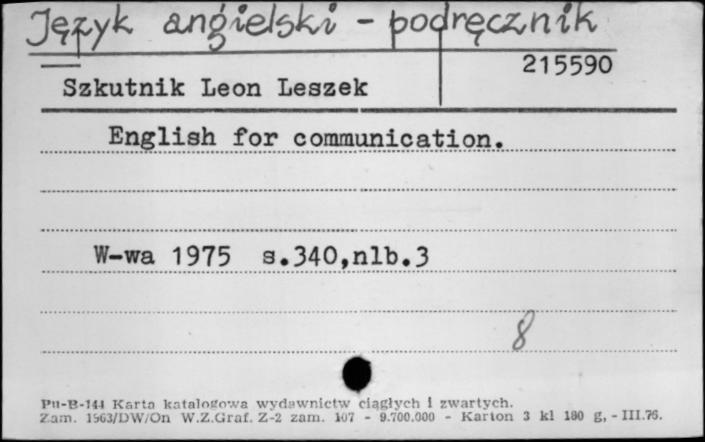 Język angielski - podręcznik
215590
Szkutnik Leon Leszek
English for communication.
W-wa 1975 s.340,nlb.3
8
Pu-B-144 Karta katalogowa wydawnictw ciągłych i zwartych.
Zam. 1563/DW/On W.Z.Graf. Z-2 zam. 107 - 9.700.000 - Karton 3 kl 180 g, - III.76.